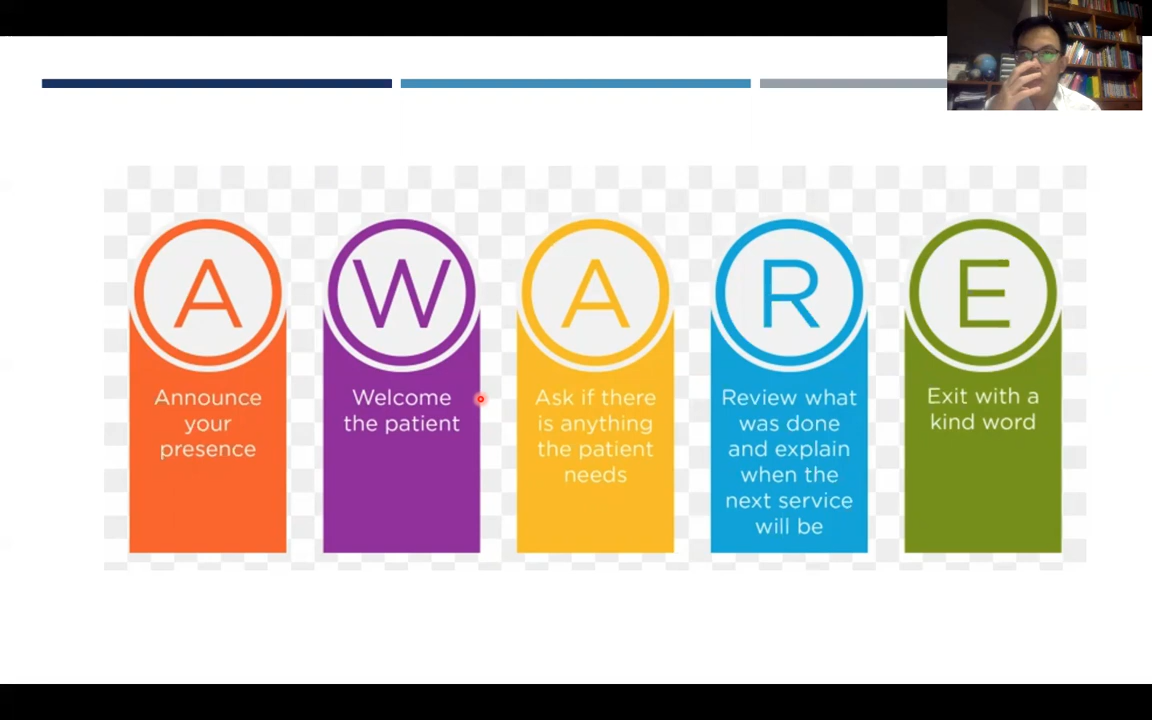 A
Announce
your
presence
W
Welcome
the patient
A
Ask if there
is anything
the patient
needs
R
Review what
was done
and explain
when the
next service
will be
E
Exit with a
kind word